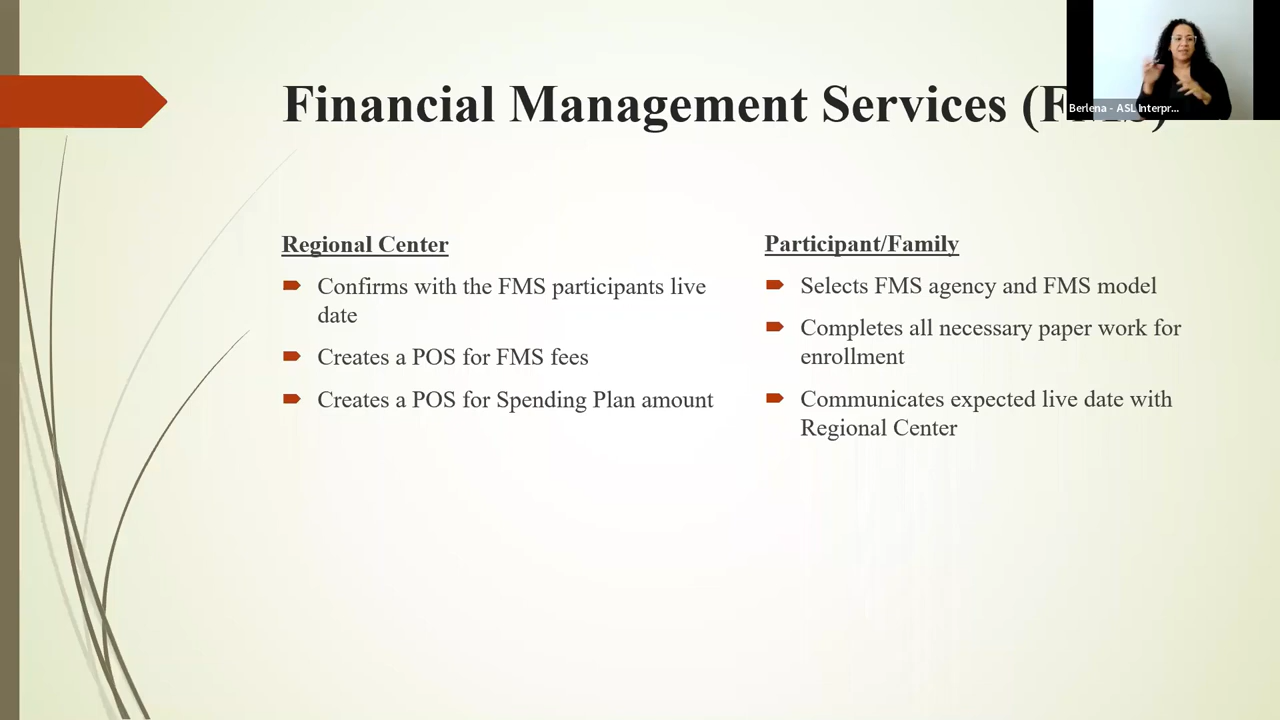 Financial Management Services (FMS)
Berlena - ASL Interpr...
Regional Center
Confirms with the FMS participants live
date
Creates a POS for FMS fees
Creates a POS for Spending Plan amount
Participant/Family
Selects FMS agency and FMS model
Completes all necessary paper work for
enrollment
Communicates expected live date with
Regional Center